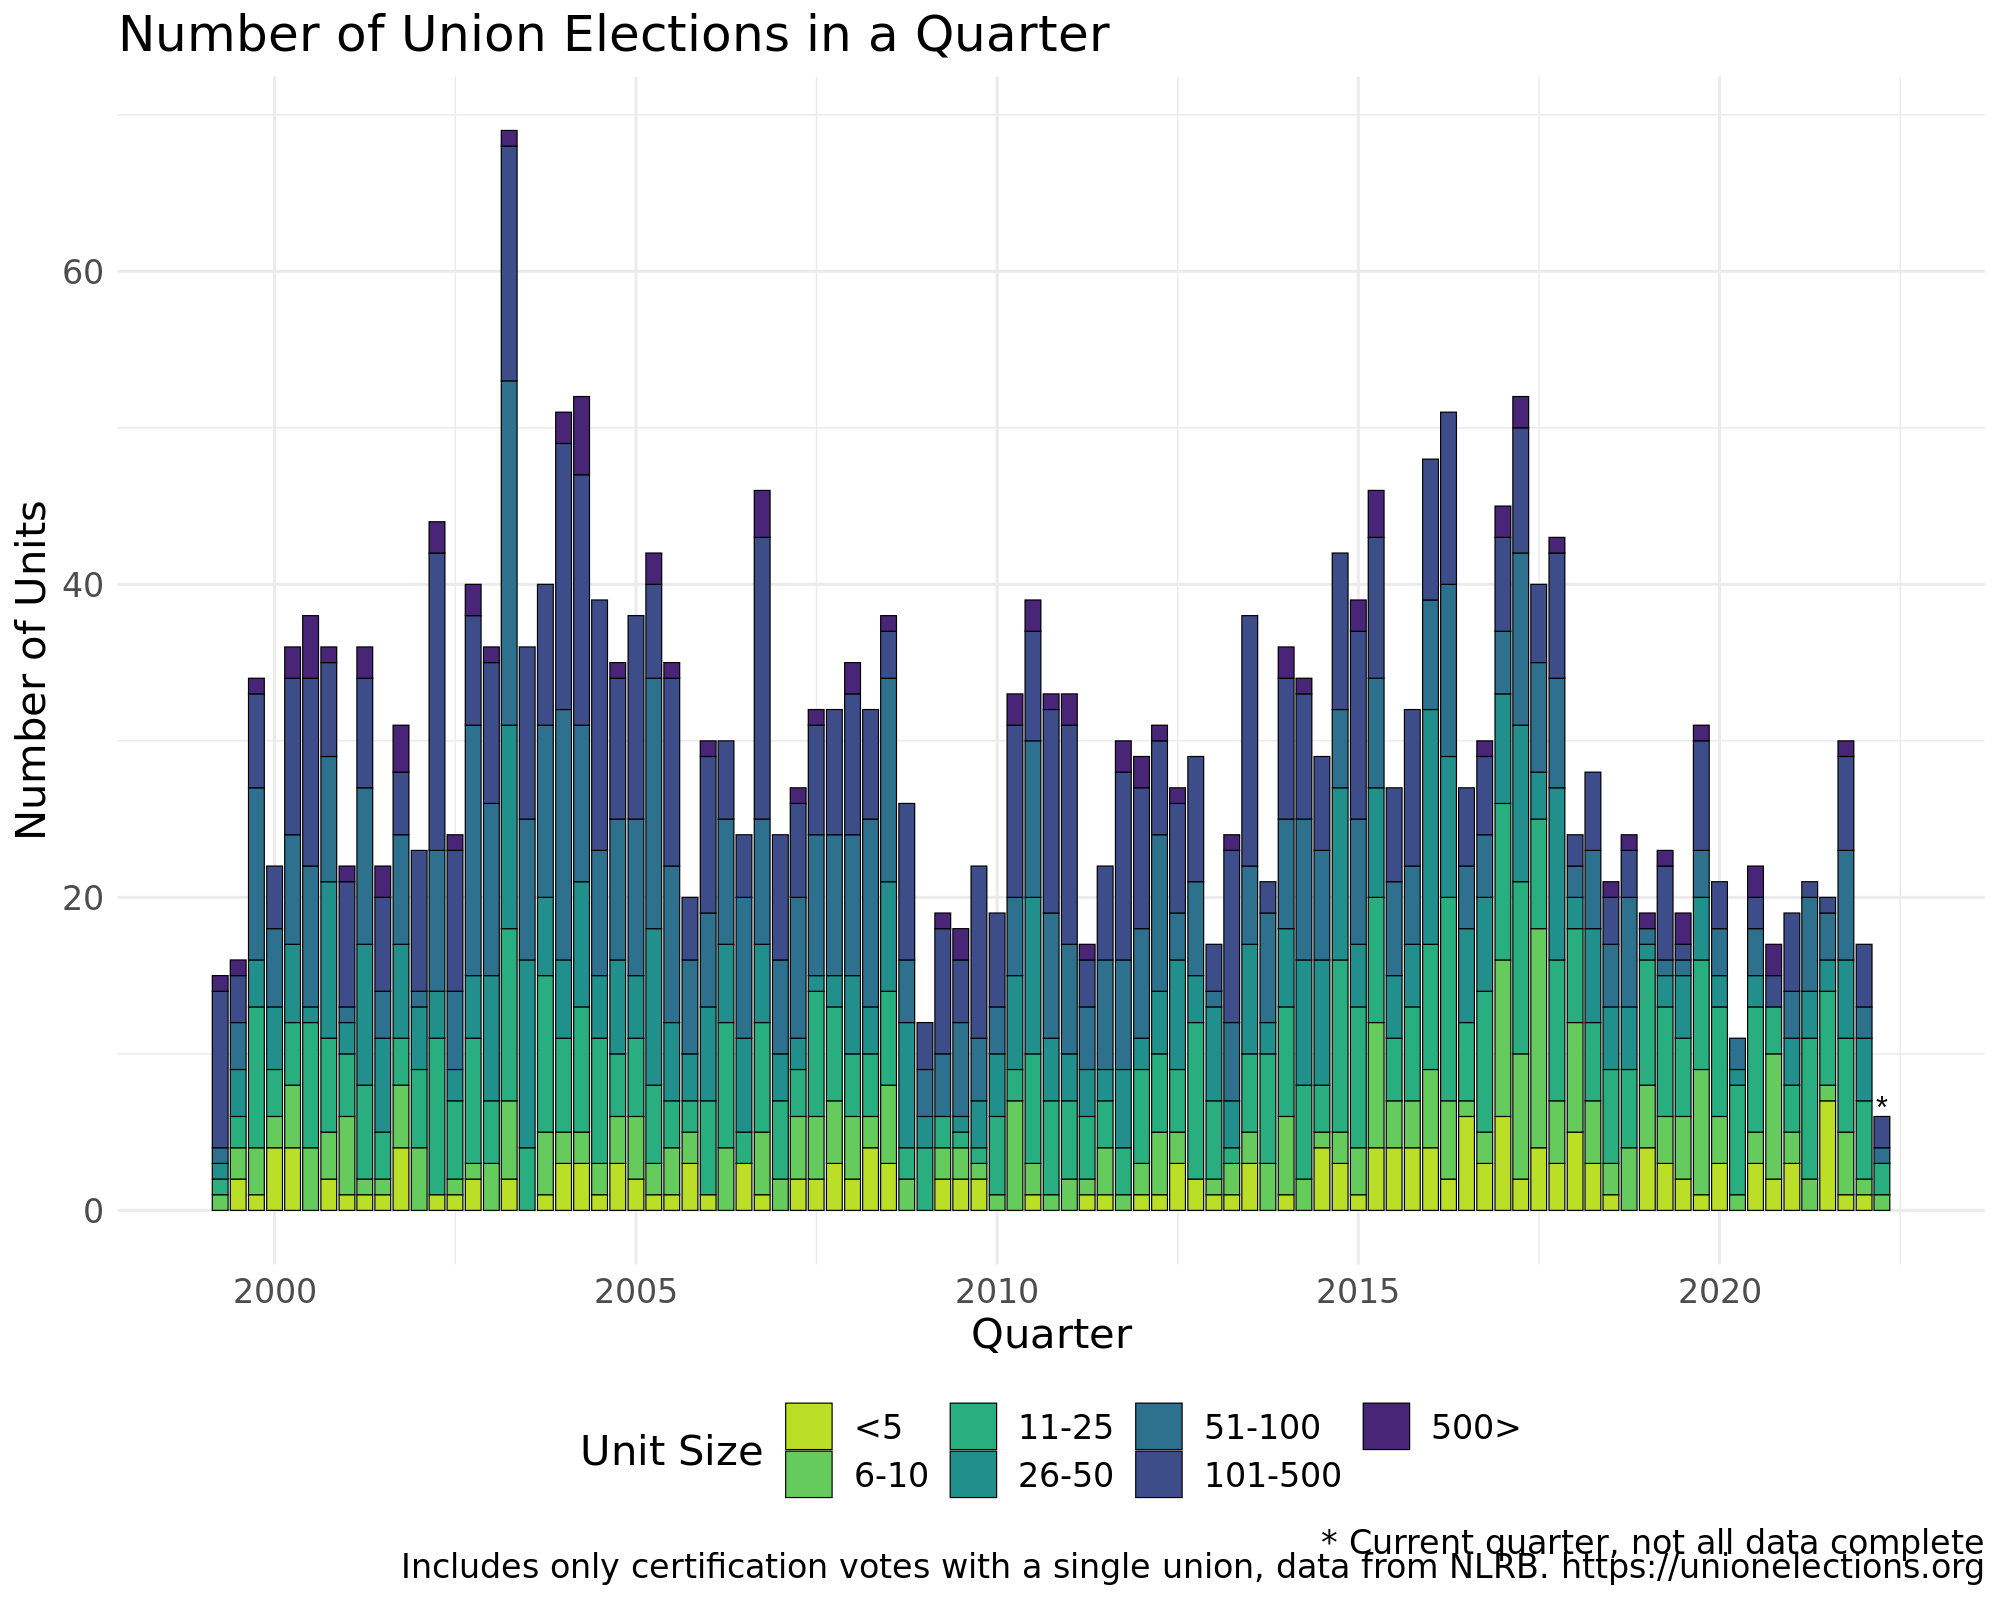 Number of Union Elections in a Quarter
Number of Units
60
40
20
0
*
2000 2005 2010 2015 2020
Quarter
Unit Size
<5 11-25 51-100 500>
6-10 26-50 101-500
* Current quarter, not all data complete
Includes only certification votes with a single union, data from NLRB. https://unionelections.org